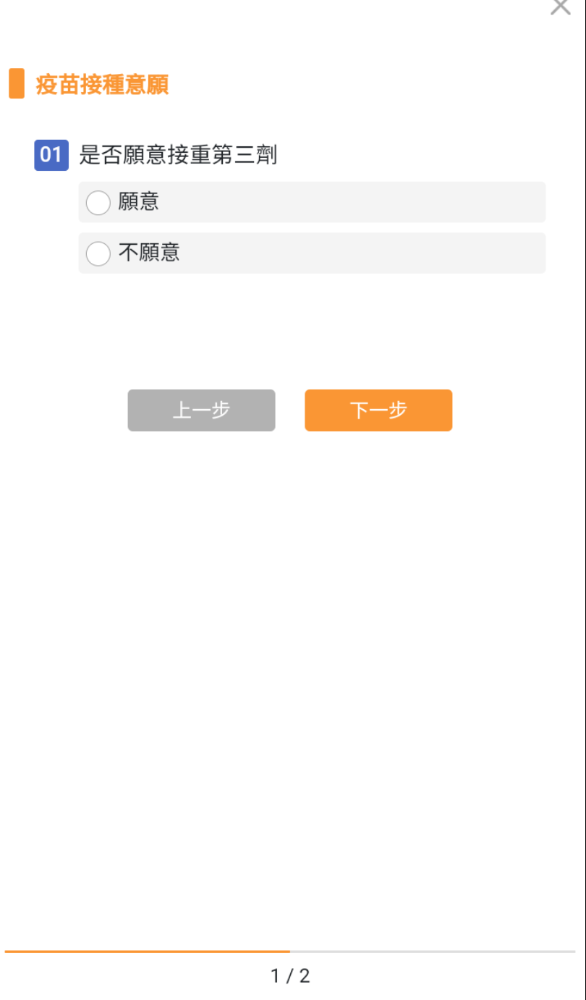 疫苗接種意願
01 是否願意接重第三劑
願意
不願意
上一步 下一步
1 / 2